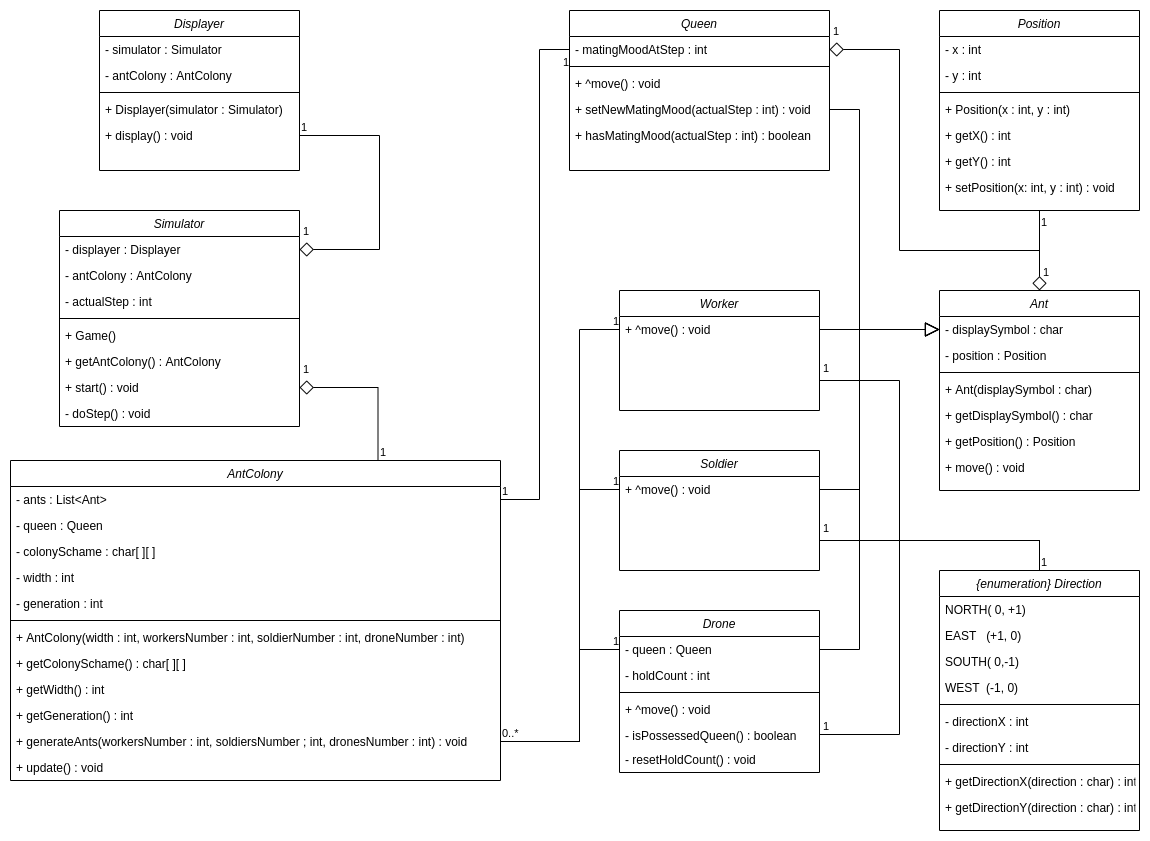 Displayer
- simulator : Simulator
- antColony : AntColony
+ Displayer(simulator : Simulator)
+ display() : void
1
Simulator
1
- displayer : Displayer
- antColony : AntColony
- actualStep : int
+ Game()
+ getAntColony() : AntColony
1
+ start() : void
- doStep() : void
1
AntColony
- ants : List<Ant>
1
- queen : Queen
- colonySchame : char[ ][ ]
- width : int
- generation : int
+ AntColony(width : int, workersNumber : int, soldierNumber : int, droneNumber : int)
+ getColonySchame() : char[ ][ ]
+ getWidth() : int
+ getGeneration() : int
+ generateAnts(workersNumber : int, soldiersNumber ; int, dronesNumber : int) : void
0..*
+ update() : void
Queen
1
- matingMoodAtStep : int
1
+ ^move() : void
+ setNewMatingMood(actualStep : int) : void
+ hasMatingMood(actualStep : int) : boolean
Worker
1
+ ^move() : void
1
Soldier
1
+ ^move() : void
1
Drone
1
- queen : Queen
- holdCount : int
+ ^move() : void
- isPossessedQueen() : boolean
1
- resetHoldCount() : void
Position
- x : int
- y : int
+ Position(x : int, y : int)
+ getX() : int
+ getY() : int
+ setPosition(x: int, y : int) : void
1
1
Ant
- displaySymbol : char
- position : Position
+ Ant(displaySymbol : char)
+ getDisplaySymbol() : char
+ getPosition() : Position
+ move() : void
1
{enumeration} Direction
NORTH( 0, +1)
EAST (+1, 0)
SOUTH( 0,-1)
WEST (-1, 0)
- directionX : int
- directionY : int
+ getDirectionX(direction : char) : int
+ getDirectionY(direction : char) : int